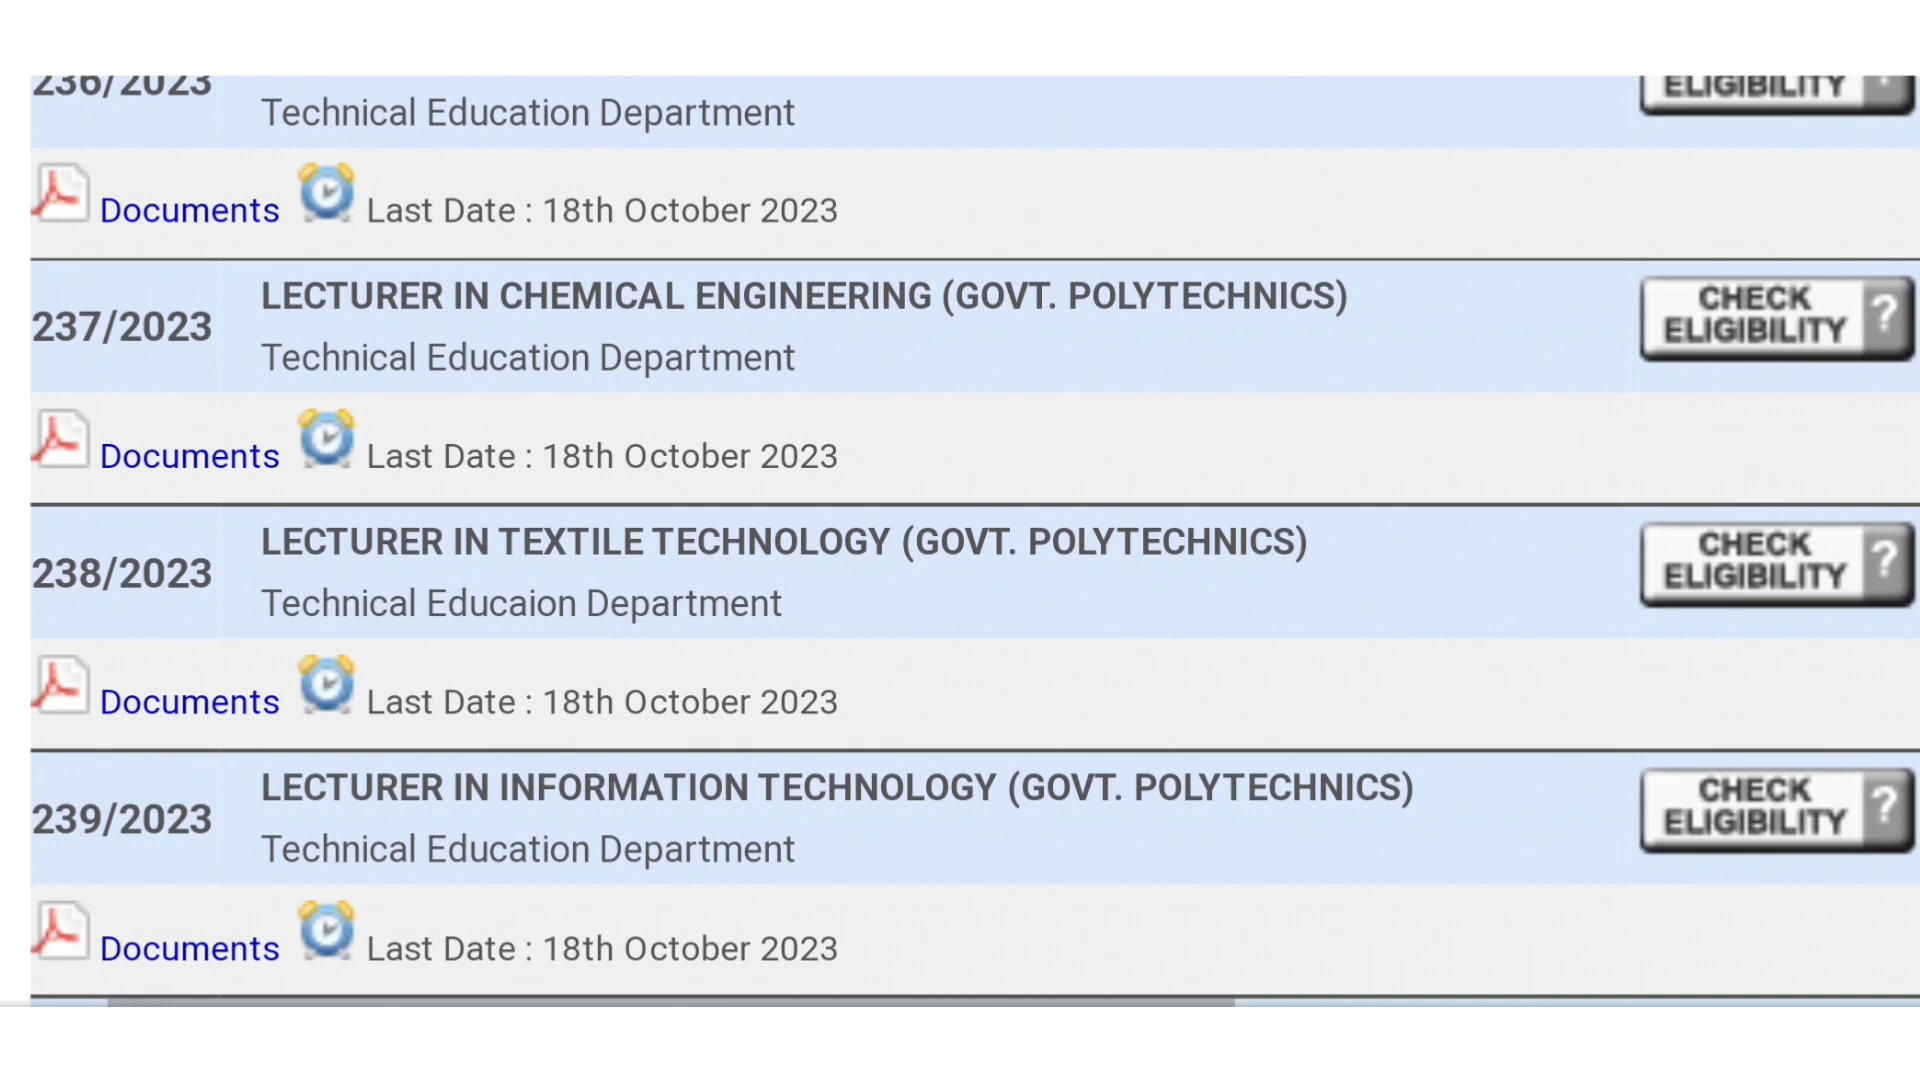 236/2023
Technical Education Department
ELIGIBILITY ?
Documents Last Date : 18th October 2023
237/2023
LECTURER IN CHEMICAL ENGINEERING (GOVT. POLYTECHNICS)
Technical Education Department
CHECK
ELIGIBILITY ?
Documents Last Date : 18th October 2023
238/2023
LECTURER IN TEXTILE TECHNOLOGY (GOVT. POLYTECHNICS)
Technical Educaion Department
CHECK
ELIGIBILITY ?
Documents Last Date : 18th October 2023
239/2023
LECTURER IN INFORMATION TECHNOLOGY (GOVT. POLYTECHNICS)
Technical Education Department
CHECK
ELIGIBILITY ?
Documents Last Date : 18th October 2023